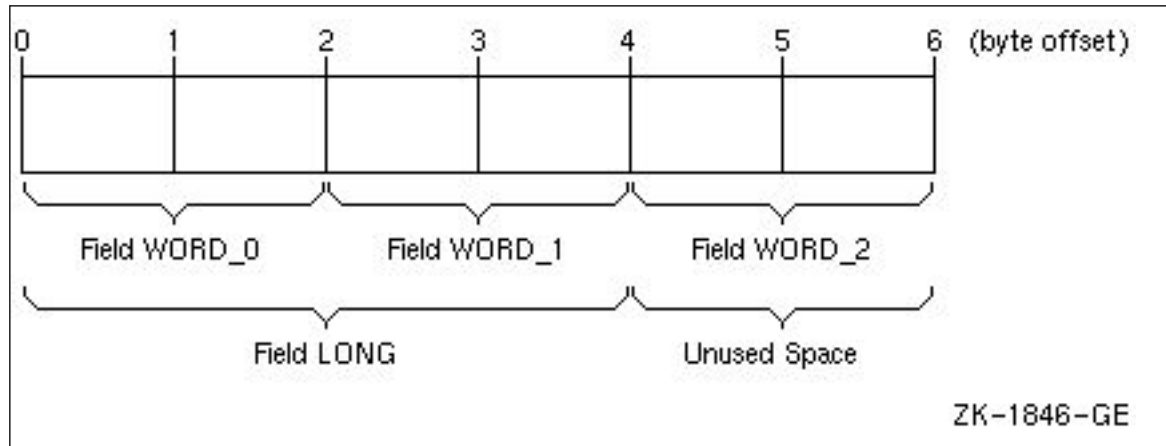 0 1 2 3 4 5 6 (byte offset)
Field WORD_0 Field WORD_1 Field WORD_2
Field LONG Unused Space
ZK-1846-GE